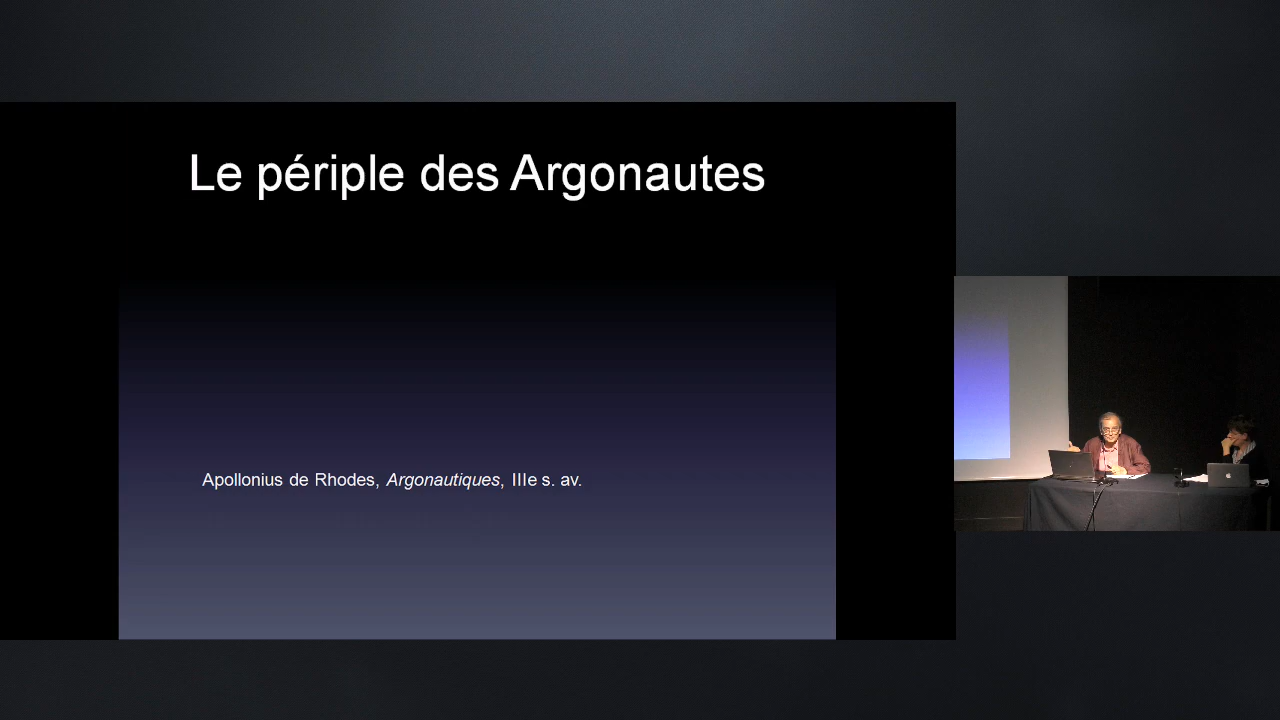 Le périple des Argonautes
Apollonius de Rhodes, Argonautiques, IIIe s. av.